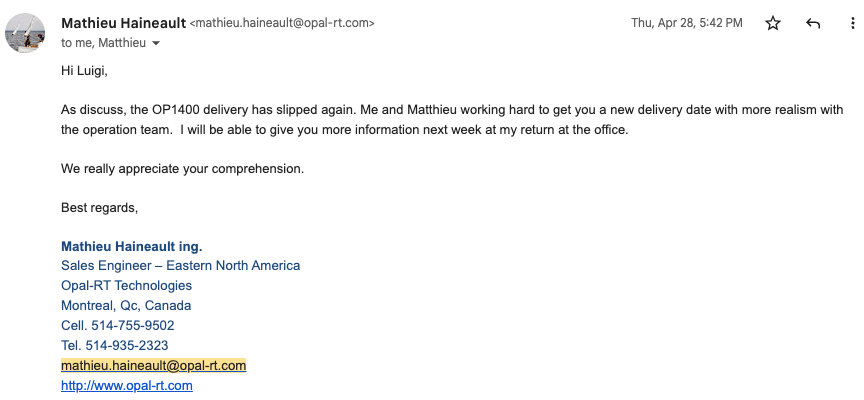 Mathieu Haineault <mathieu.haineault@opal-rt.com>
Thu, Apr 28, 5:42 PM
to me, Matthieu
Hi Luigi,
As discuss, the OP1400 delivery has slipped again. Me and Matthieu working hard to get you a new delivery date with more realism with
the operation team.  I will be able to give you more information next week at my return at the office.
We really appreciate your comprehension.
Best regards,
Mathieu Haineault ing.
Sales Engineer – Eastern North America
Opal-RT Technologies
Montreal, Qc, Canada
Cell. 514-755-9502
Tel. 514-935-2323
mathieu.haineault@opal-rt.com
http://www.opal-rt.com